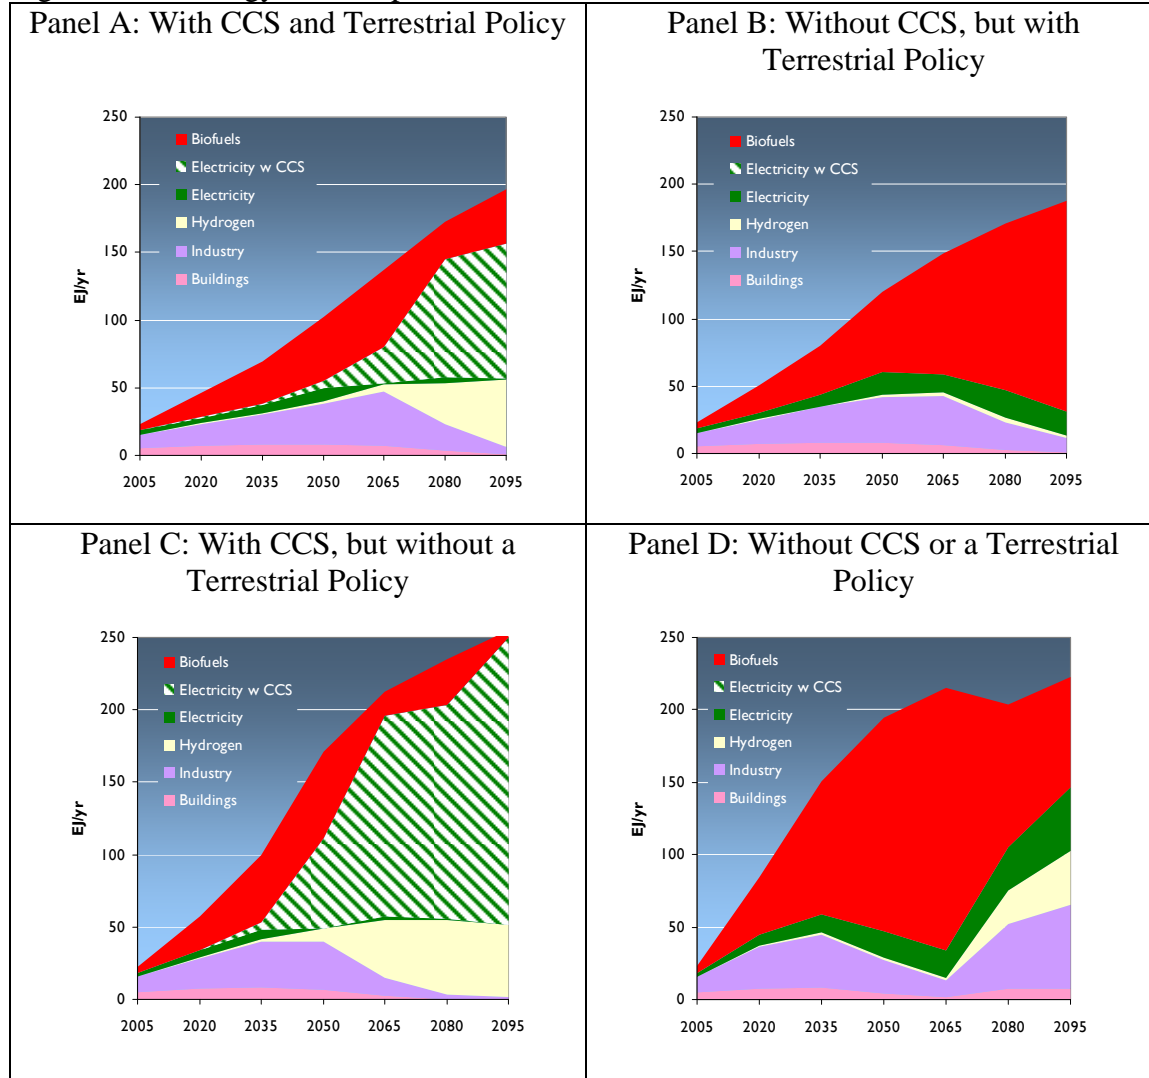 Panel A: With CCS and Terrestrial Policy
250
200
150
100
50
0
EJ/yr
Biofuels
Electricity w CCS
Electricity
Hydrogen
Industry
Buildings
2005 2020 2035 2050 2065 2080 2095
Panel B: Without CCS, but with
Terrestrial Policy
250
200
150
100
50
0
EJ/yr
Biofuels
Electricity w CCS
Electricity
Hydrogen
Industry
Buildings
2005 2020 2035 2050 2065 2080 2095
Panel C: With CCS, but without a
Terrestrial Policy
250
200
150
100
50
0
EJ/yr
Biofuels
Electricity w CCS
Electricity
Hydrogen
Industry
Buildings
2005 2020 2035 2050 2065 2080 2095
Panel D: Without CCS or a Terrestrial
Policy
250
200
150
100
50
0
EJ/yr
Biofuels
Electricity w CCS
Electricity
Hydrogen
Industry
Buildings
2005 2020 2035 2050 2065 2080 2095